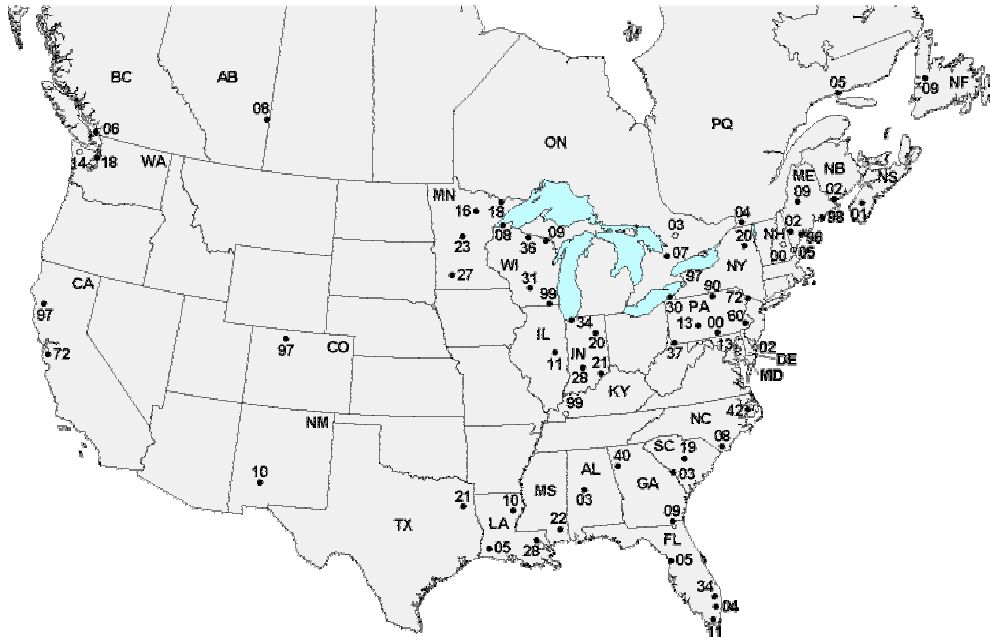 BC
AB
08
06
14
18
WA
ON
PQ
05
09
NF
ME
09
NB
02
NS
01
98
96
05
00
NH
02
04
20
03
07
97
NY
MN
16
18
23
27
08
36
09
WI
31
99
30
90
72
PA
13
00
60
13
37
02
DE
MD
CA
97
72
97
CO
IL
11
34
20
IN
28
21
99
KY
42
NC
08
SC
19
03
NM
10
21
TX
LA
10
05
28
MS
22
AL
03
40
GA
09
FL
05
34
04
11